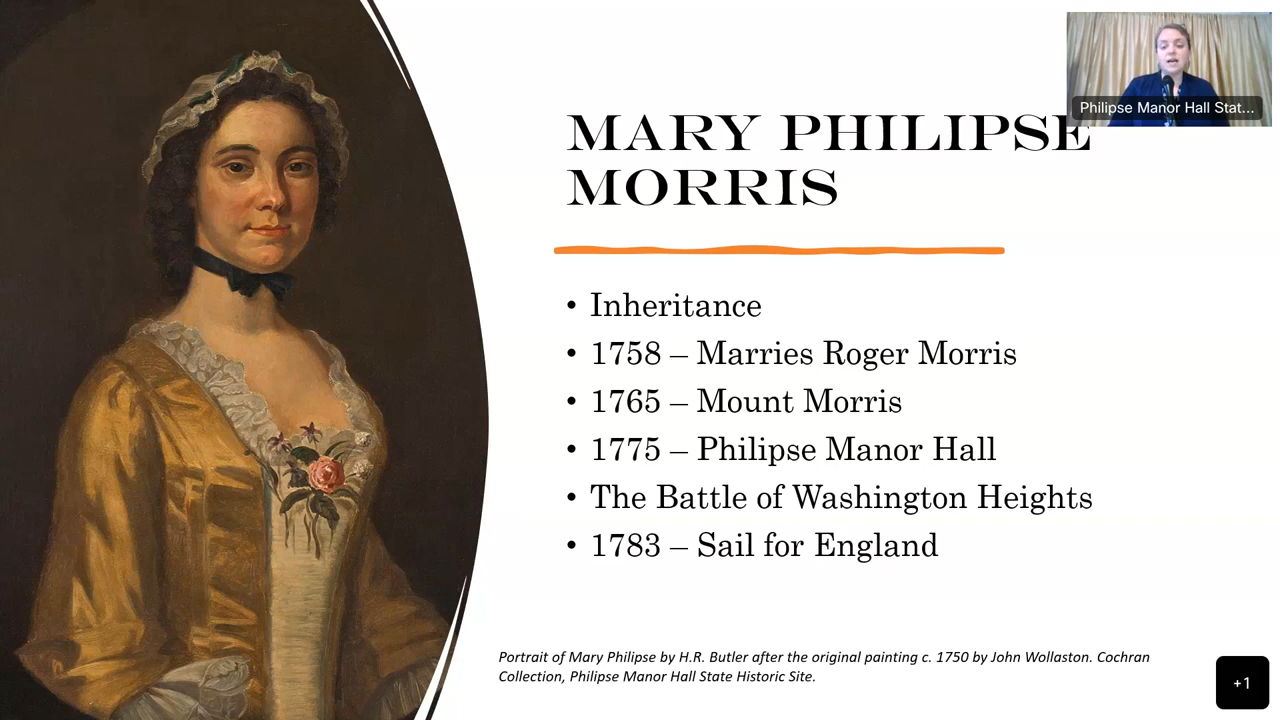 Philipse Manor Hall Stat...
MARY PHILIPSE
MORRIS
• Inheritance
• 1758 – Marries Roger Morris
• 1765 – Mount Morris
• 1775 – Philipse Manor Hall
• The Battle of Washington Heights
• 1783 – Sail for England
Portrait of Mary Philipse by H.R. Butler after the original painting c. 1750 by John Wollaston. Cochran
Collection, Philipse Manor Hall State Historic Site.
+1